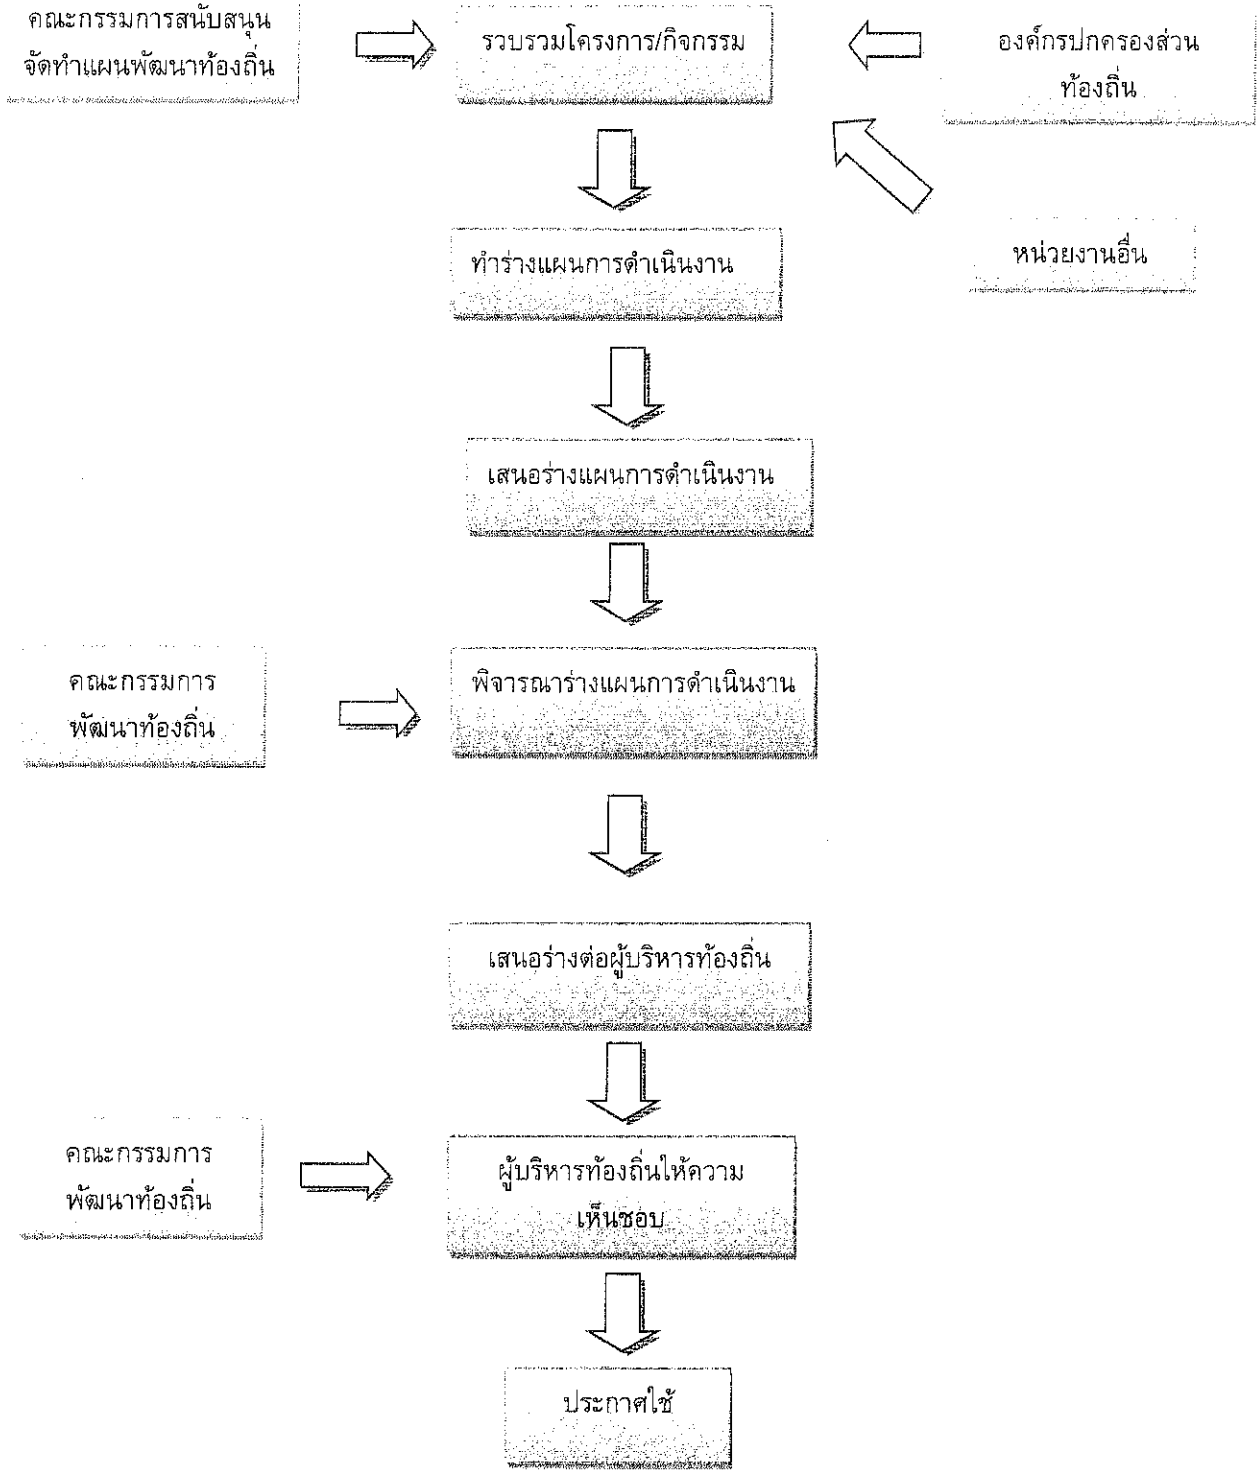 คณะกรรมการสนับสนุน
จัดทำแผนพัฒนาท้องถิ่น
รวบรวมโครงการ/กิจกรรม
องค์กรปกครองส่วน
ท้องถิ่น
ทำร่างแผนการดำเนินงาน
หน่วยงานอื่น
เสนอร่างแผนการดำเนินงาน
คณะกรรมการ
พัฒนาท้องถิ่น
พิจารณาร่างแผนการดำเนินงาน
เสนอร่างต่อผู้บริหารท้องถิ่น
คณะกรรมการ
พัฒนาท้องถิ่น
ผู้บริหารท้องถิ่นให้ความ
เห็นชอบ
ประกาศใช้